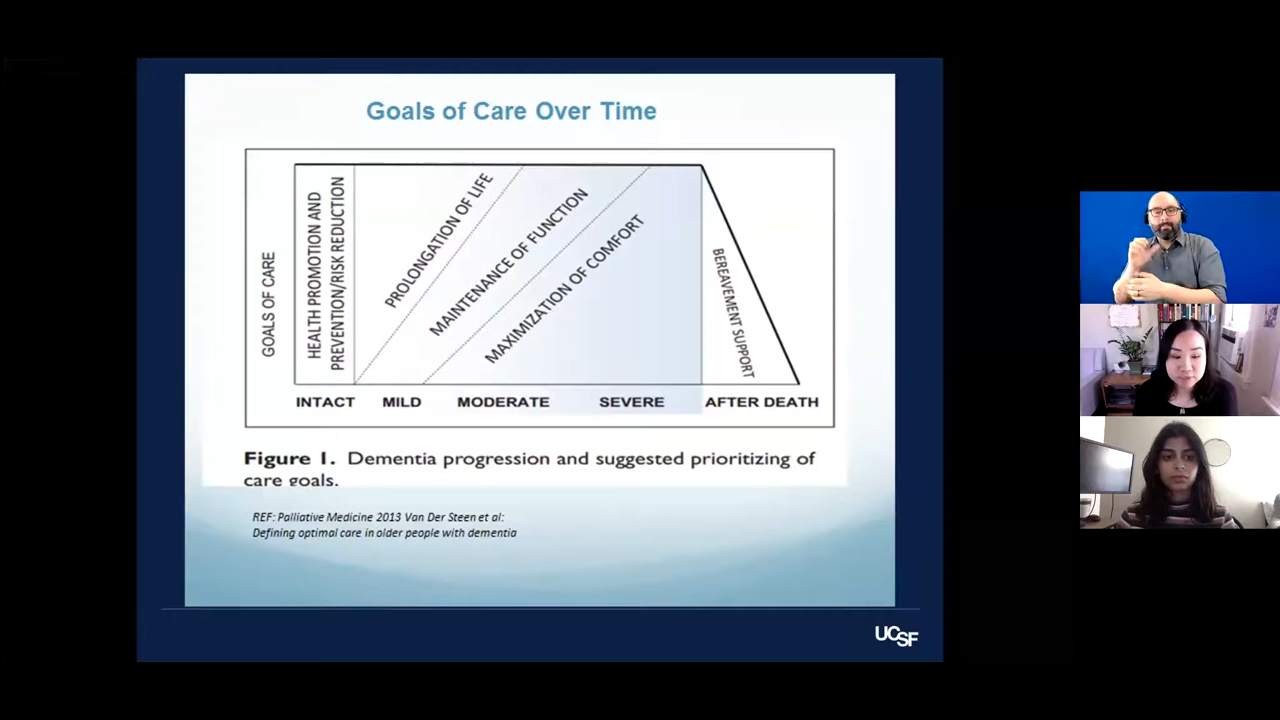 Goals of Care Over Time
GOALS OF CARE
HEALTH PROMOTION AND
PREVENTION/RISK REDUCTION
PROLONGATION OF LIFE
MAINTENANCE OF FUNCTION
MAXIMIZATION OF COMFORT
BEREAVEMENT SUPPORT
INTACT MILD MODERATE SEVERE AFTER DEATH
Figure 1. Dementia progression and suggested prioritizing of
care goals.
REF: Palliative Medicine 2013 Van Der Steen et al:
Defining optimal care in older people with dementia
UCSF